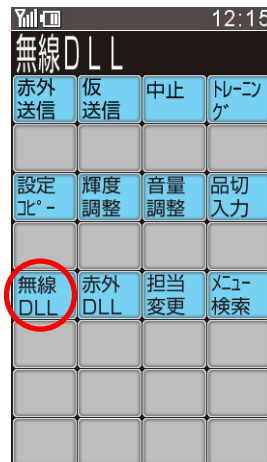 12:15
無線DLL
赤外
送信
仮
送信
中止
ﾄﾚｰﾆﾝ
ｸﾞ
設定
ｺﾋﾟｰ
輝度
調整
音量
調整
品切
入力
無線
DLL
赤外
DLL
担当
変更
ﾒﾆｭｰ
検索